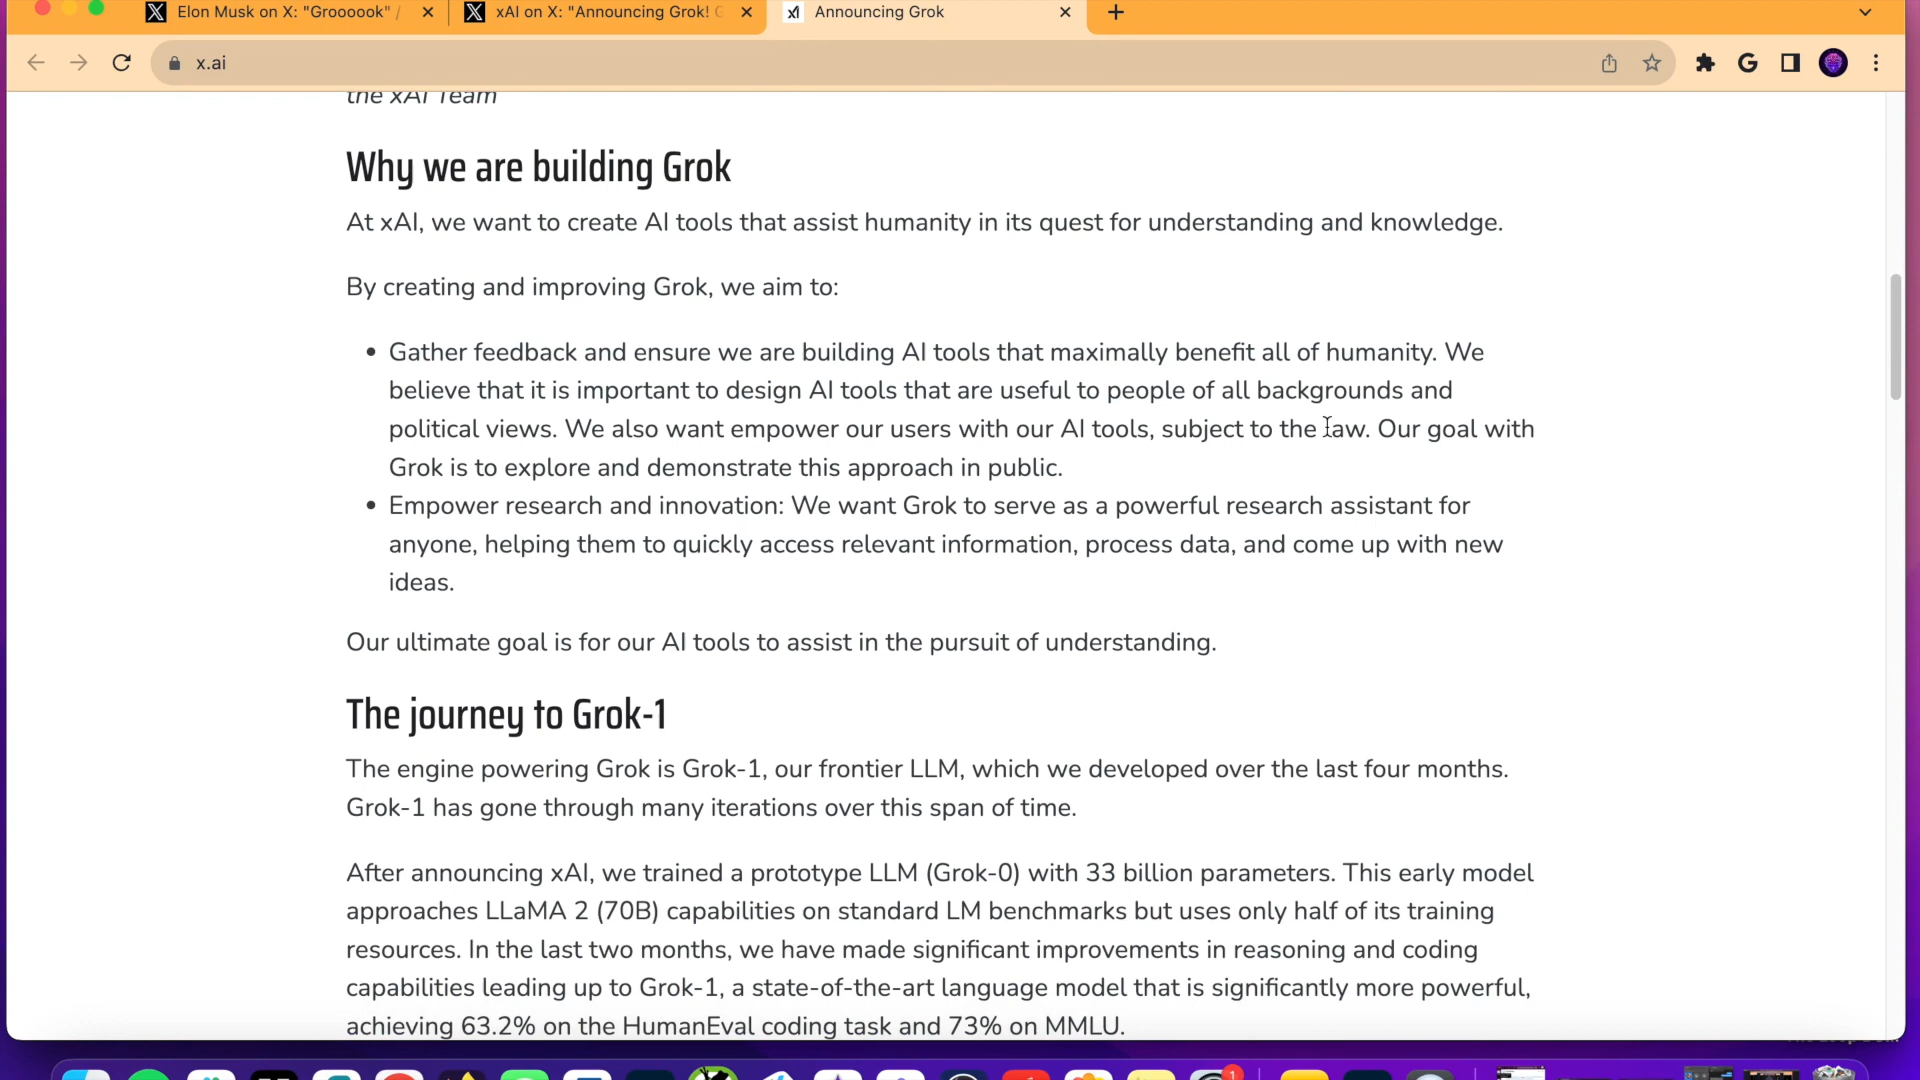 Elon Musk on X: "Groooook" /
xAI on X: "Announcing Grok! G
Announcing Grok
x.ai
the xAI Team
Why we are building Grok
At xAI, we want to create AI tools that assist humanity in its quest for understanding and knowledge.
By creating and improving Grok, we aim to:
• Gather feedback and ensure we are building AI tools that maximally benefit all of humanity. We
believe that it is important to design AI tools that are useful to people of all backgrounds and
political views. We also want empower our users with our AI tools, subject to the law. Our goal with
Grok is to explore and demonstrate this approach in public.
• Empower research and innovation: We want Grok to serve as a powerful research assistant for
anyone, helping them to quickly access relevant information, process data, and come up with new
ideas.
Our ultimate goal is for our AI tools to assist in the pursuit of understanding.
The journey to Grok-1
The engine powering Grok is Grok-1, our frontier LLM, which we developed over the last four months.
Grok-1 has gone through many iterations over this span of time.
After announcing xAI, we trained a prototype LLM (Grok-0) with 33 billion parameters. This early model
approaches LLaMA 2 (70B) capabilities on standard LM benchmarks but uses only half of its training
resources. In the last two months, we have made significant improvements in reasoning and coding
capabilities leading up to Grok-1, a state-of-the-art language model that is significantly more powerful,
achieving 63.2% on the HumanEval coding task and 73% on MMLU.
1